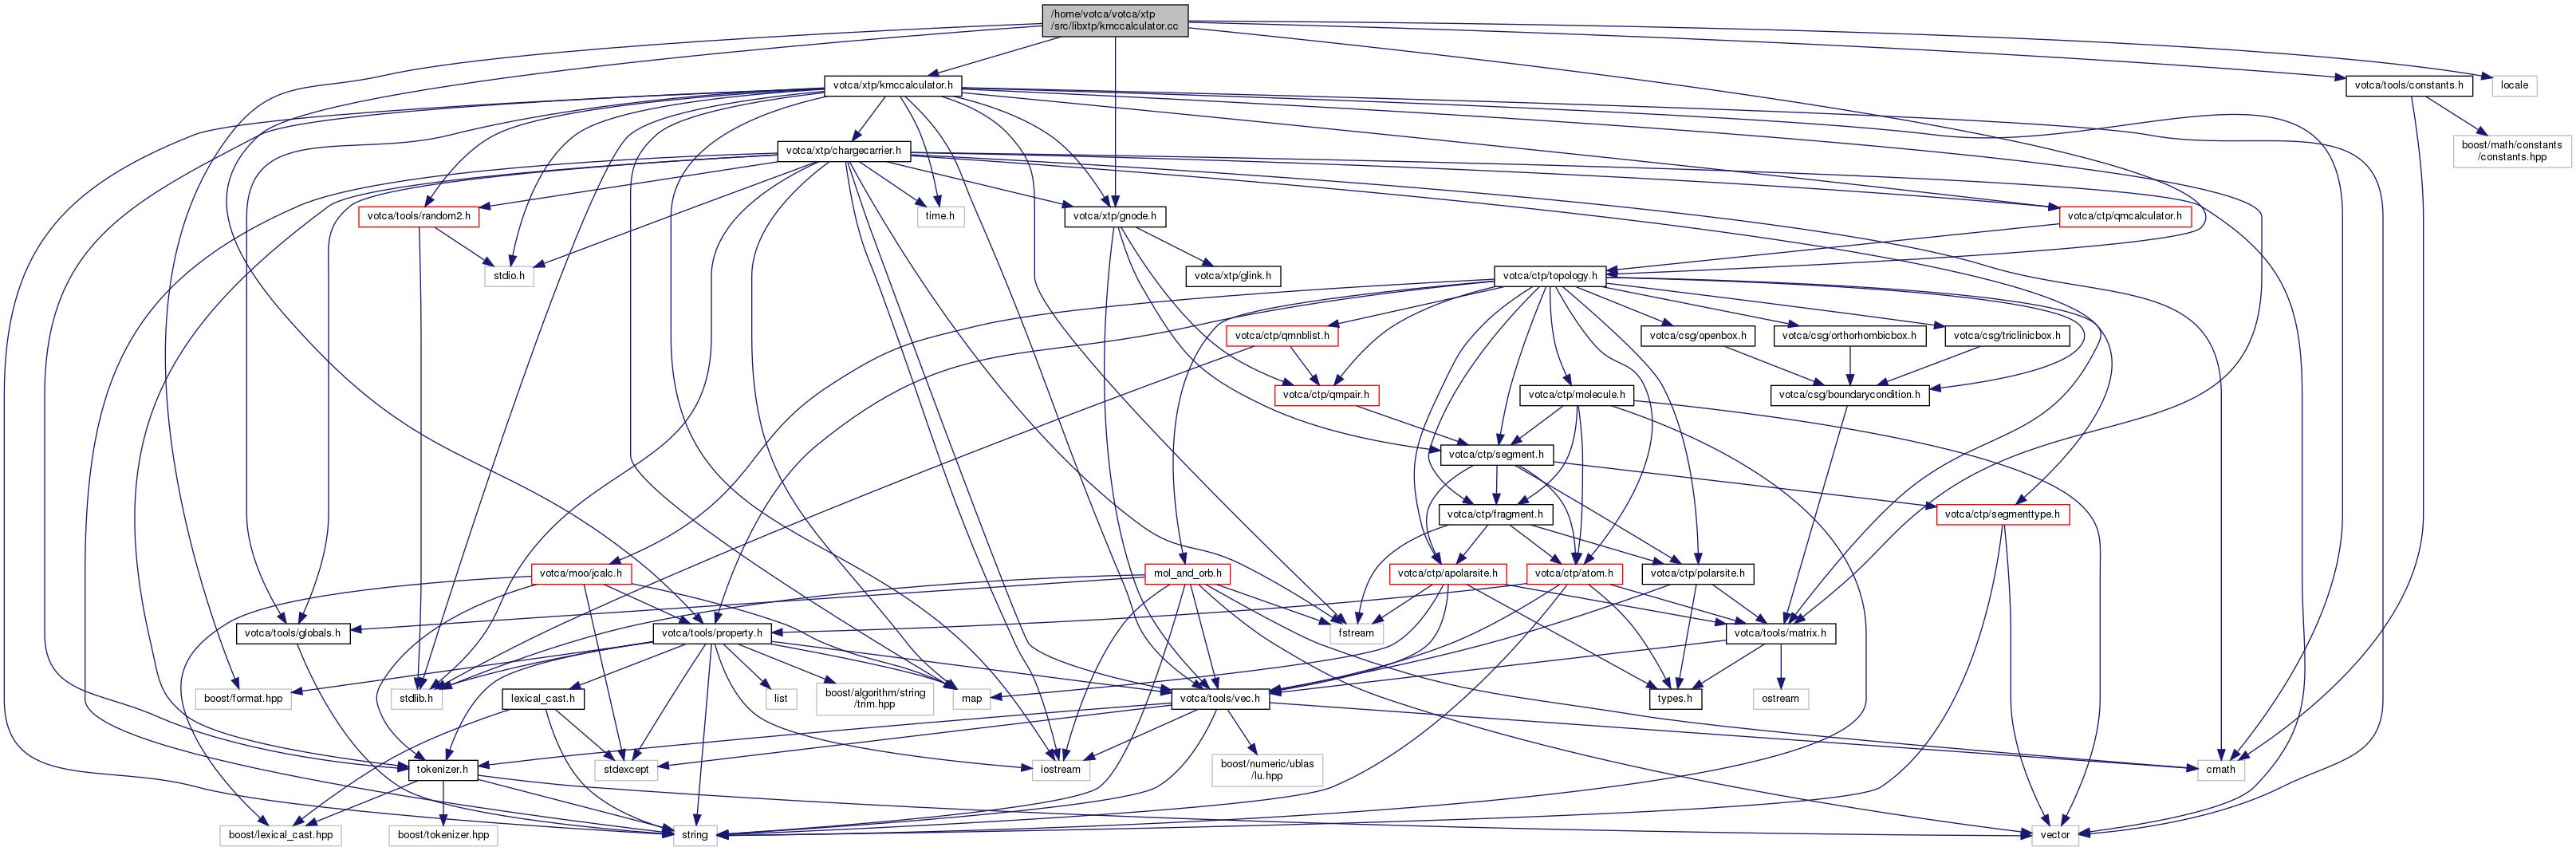 /home/votca/votca/xtp
/src/libxtp/kmccalculator.cc
votca/xtp/kmccalculator.h
votca/tools/constants.h
locale
votca/xtp/chargecarrier.h
boost/math/constants
/constants.hpp
votca/tools/random2.h
time.h
votca/xtp/gnode.h
votca/ctp/qmcalculator.h
stdio.h
votca/xtp/glink.h
votca/ctp/topology.h
votca/ctp/qmnblist.h
votca/csg/openbox.h
votca/csg/orthorhombicbox.h
votca/csg/triclinicbox.h
votca/ctp/qmpair.h
votca/ctp/molecule.h
votca/csg/boundarycondition.h
votca/ctp/segment.h
votca/ctp/fragment.h
votca/ctp/segmenttype.h
votca/moo/jcalc.h
mol_and_orb.h
votca/ctp/apolarsite.h
votca/ctp/atom.h
votca/ctp/polarsite.h
votca/tools/globals.h
votca/tools/property.h
fstream
votca/tools/matrix.h
boost/format.hpp
stdlib.h
lexical_cast.h
list
boost/algorithm/string
/trim.hpp
map
votca/tools/vec.h
types.h
ostream
tokenizer.h
stdexcept
iostream
boost/numeric/ublas
/lu.hpp
cmath
boost/lexical_cast.hpp
boost/tokenizer.hpp
string
vector